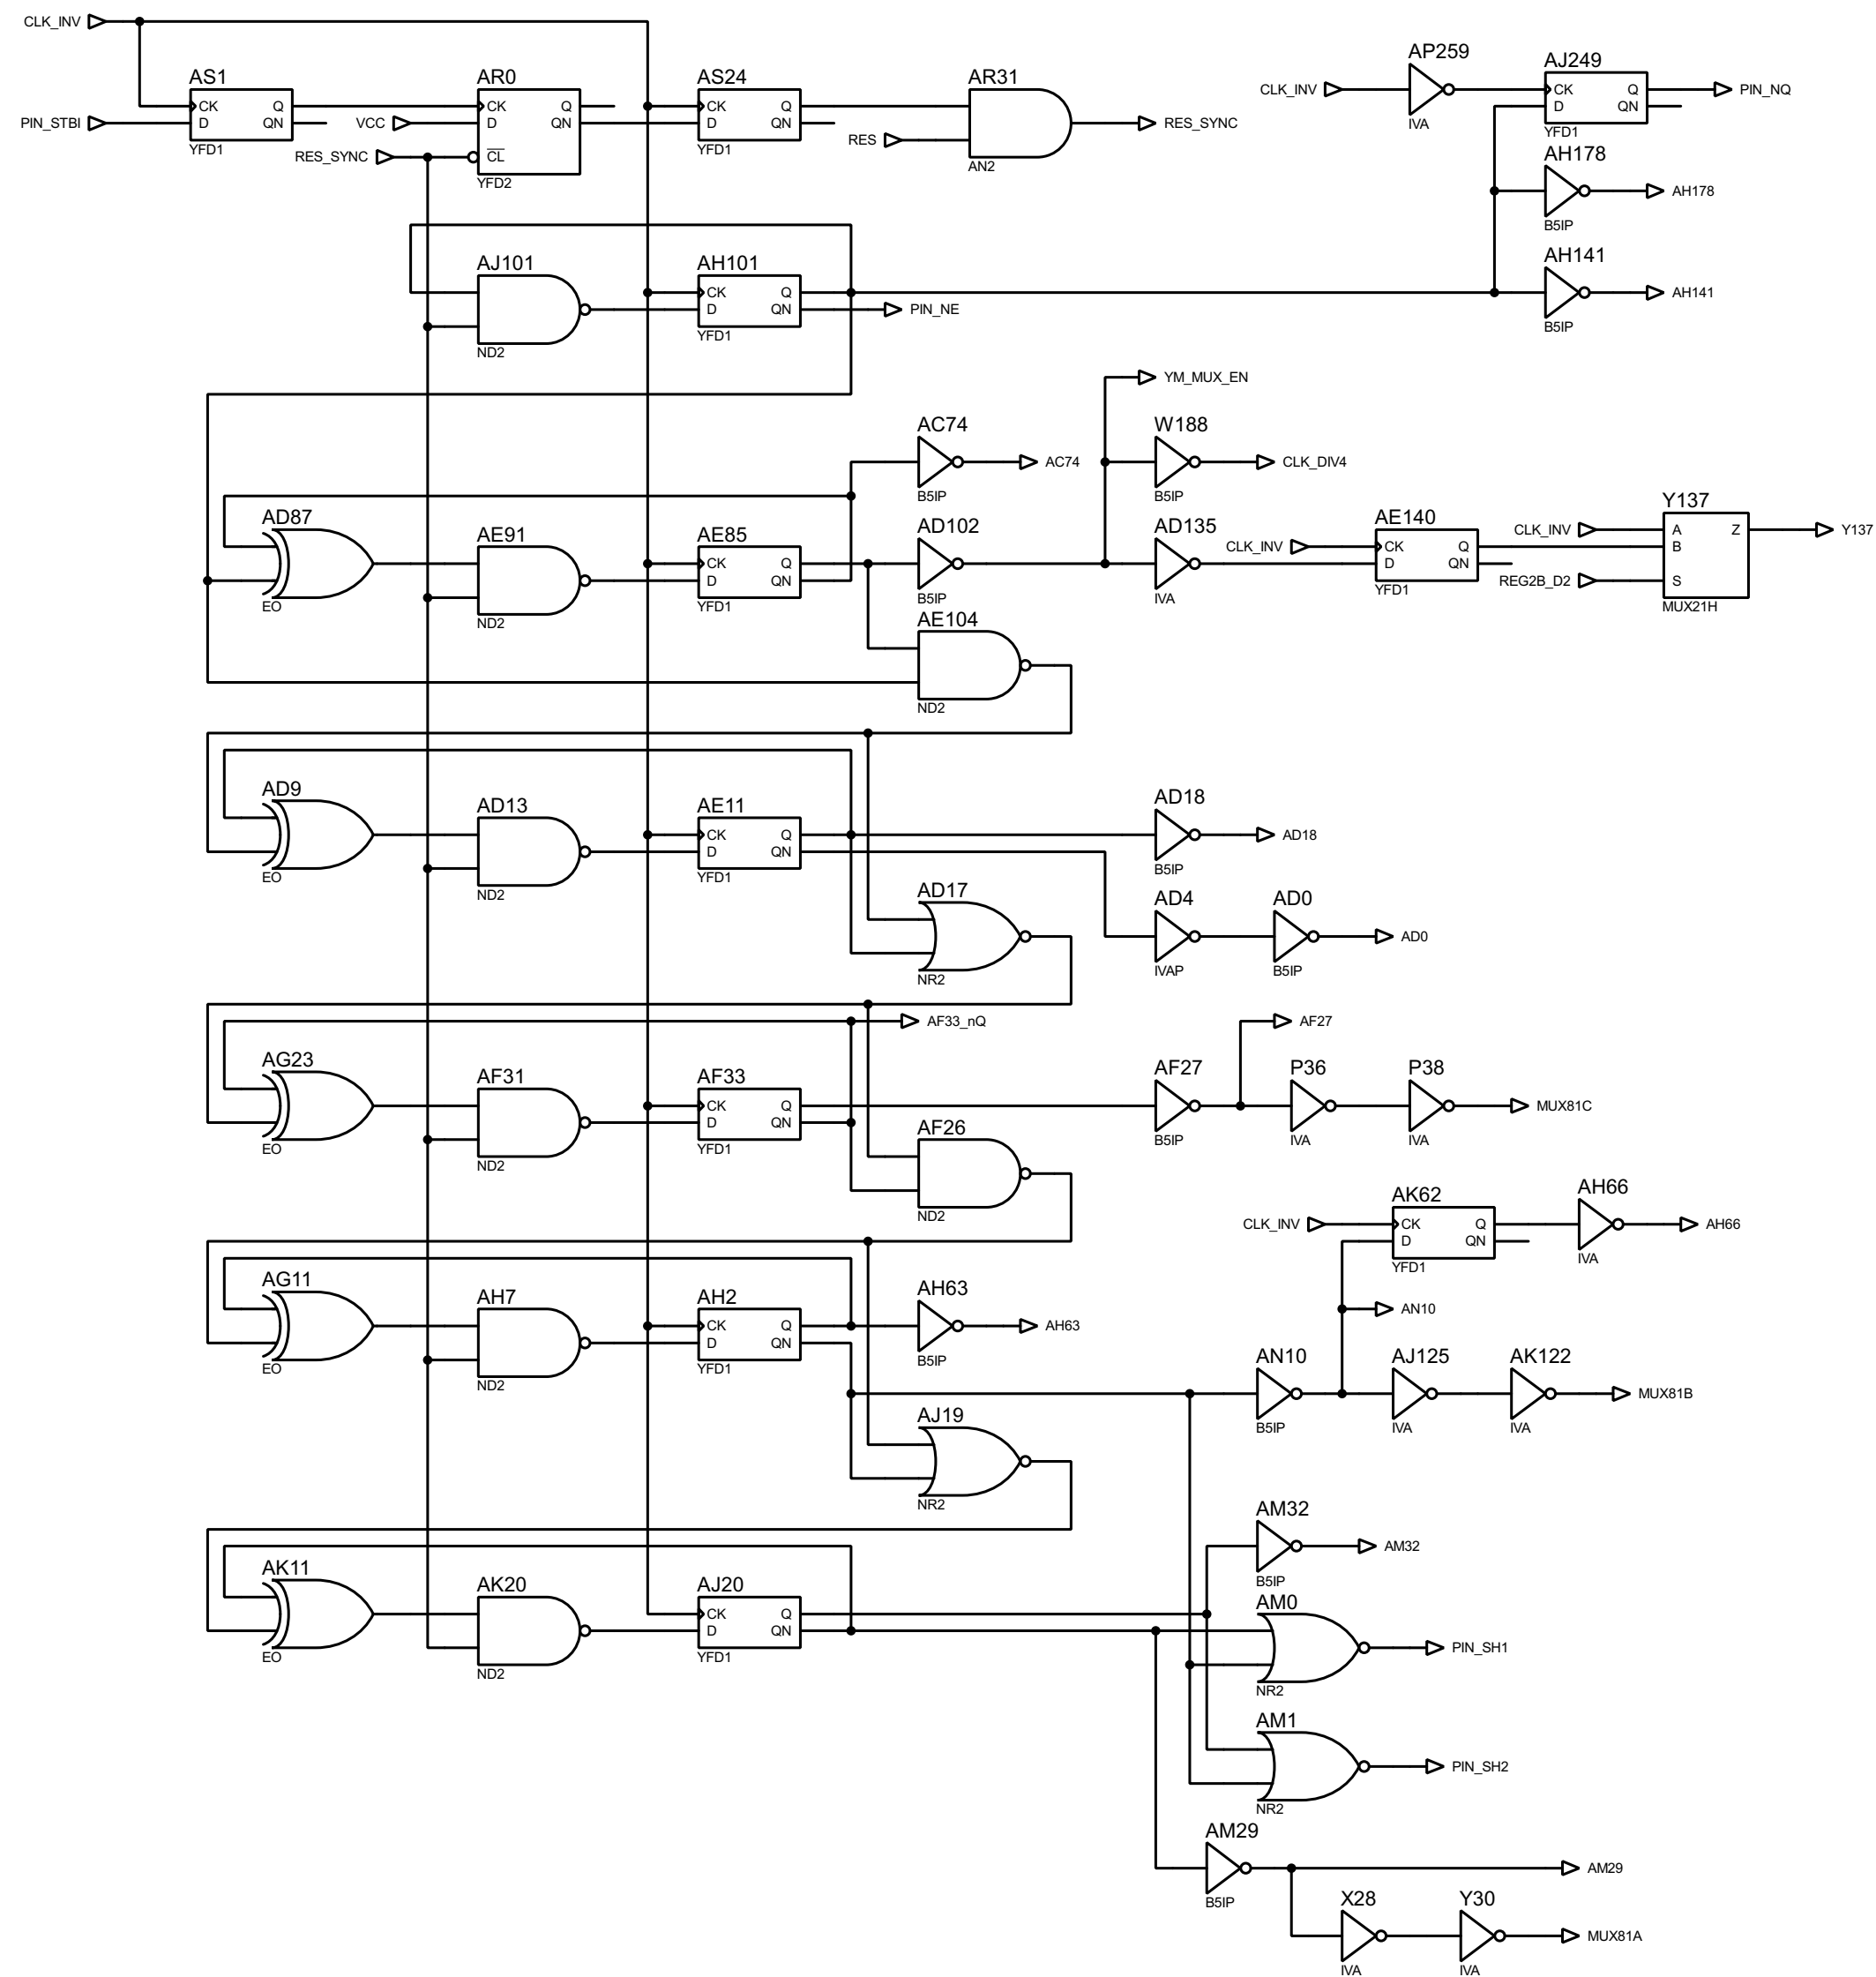 CLK_INV
AS1
CK Q
D QN
YFD1
PIN_STBI
AR0
CK Q
D QN
CL
YFD2
VCC
RES_SYNC
AS24
CK Q
D QN
YFD1
AR31
AN2
RES
RES_SYNC
AP259
CLK_INV
IVA
AJ249
CK Q
D QN
YFD1
PIN_NQ
AH178
AH178
B5IP
AJ101
ND2
AH101
CK Q
D QN
YFD1
PIN_NE
AH141
AH141
B5IP
YM_MUX_EN
AC74
AC74
B5IP
W188
CLK_DIV4
B5IP
AD87
EO
AE91
ND2
AE85
CK Q
D QN
YFD1
AD102
B5IP
AD135
IVA
CLK_INV
AE140
CK Q
D QN
YFD1
CLK_INV
REG2B_D2
Y137
A Z
B
S
MUX21H
Y137
AE104
ND2
AD9
EO
AD13
ND2
AE11
CK Q
D QN
YFD1
AD18
AD18
B5IP
AD17
NR2
AD4
IVAP
AD0
AD0
B5IP
AF33_nQ
AF27
AG23
EO
AF31
ND2
AF33
CK Q
D QN
YFD1
AF27
B5IP
P36
IVA
P38
IVA
MUX81C
AF26
ND2
CLK_INV
AK62
CK Q
D QN
YFD1
AH66
AH66
IVA
AG11
EO
AH7
ND2
AH2
CK Q
D QN
YFD1
AH63
AH63
B5IP
AN10
AN10
B5IP
AJ125
IVA
AK122
IVA
MUX81B
AJ19
NR2
AM32
AM32
B5IP
AK11
EO
AK20
ND2
AJ20
CK Q
D QN
YFD1
AM0
PIN_SH1
NR2
AM1
PIN_SH2
NR2
AM29
AM29
B5IP
X28
IVA
Y30
IVA
MUX81A